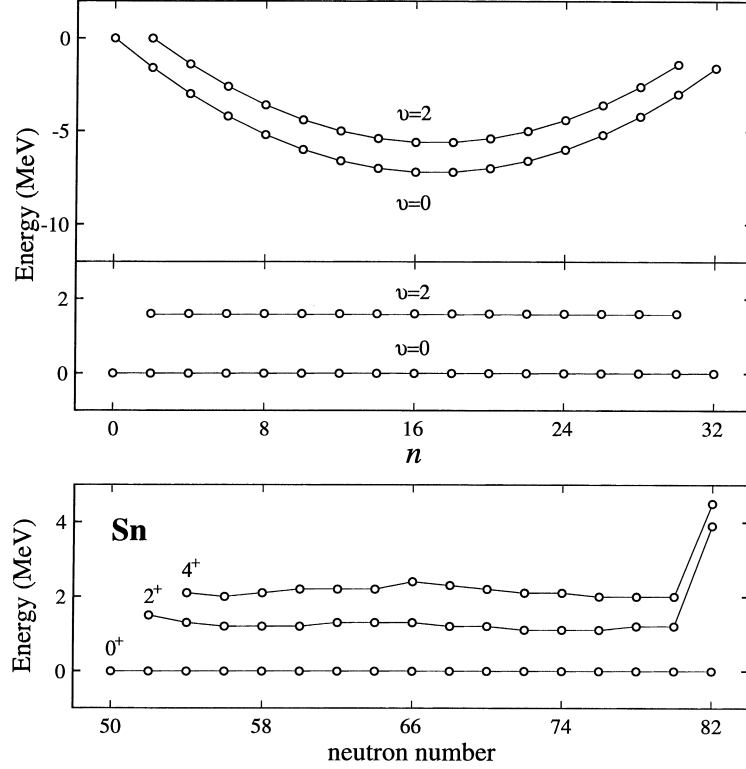 0
-5
-10
Energy (MeV)
υ=2
υ=0
2
0
υ=2
υ=0
0 8 16 24 32
n
Sn
4
2
0
Energy (MeV)
4⁺
2⁺
0⁺
50 58 66 74 82
neutron number